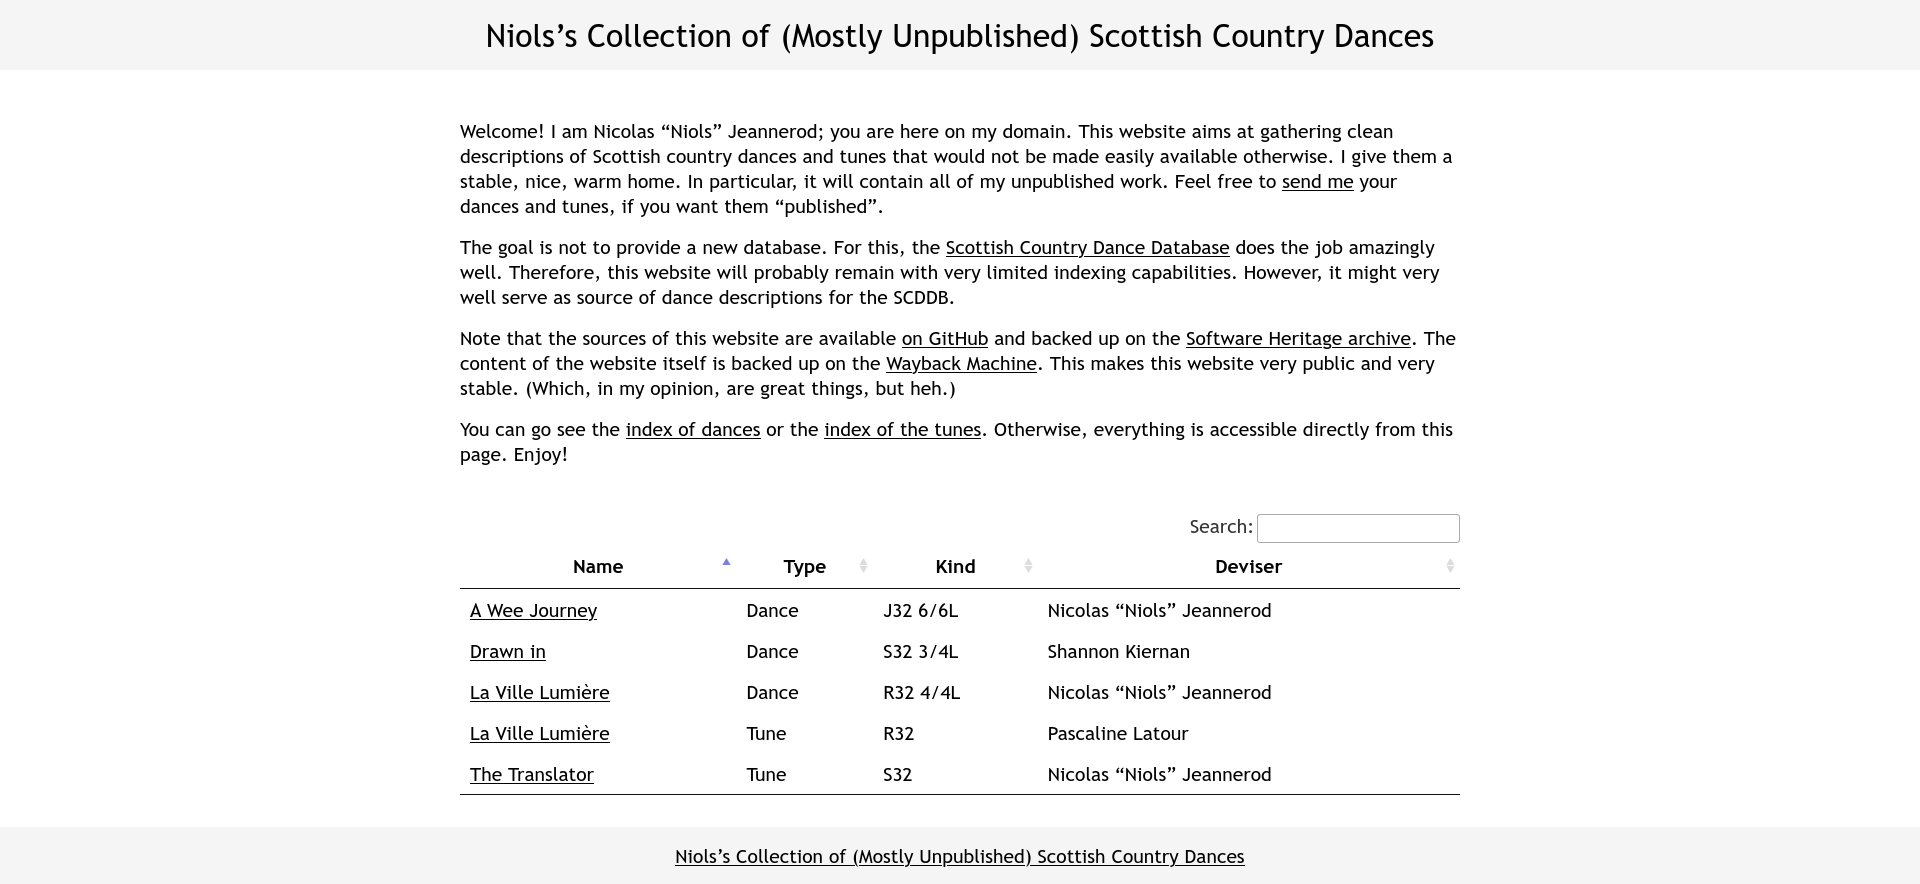 Niols’s Collection of (Mostly Unpublished) Scottish Country Dances
Welcome! I am Nicolas “Niols” Jeannerod; you are here on my domain. This website aims at gathering clean
descriptions of Scottish country dances and tunes that would not be made easily available otherwise. I give them a
stable, nice, warm home. In particular, it will contain all of my unpublished work. Feel free to send me your
dances and tunes, if you want them “published”.
The goal is not to provide a new database. For this, the Scottish Country Dance Database does the job amazingly
well. Therefore, this website will probably remain with very limited indexing capabilities. However, it might very
well serve as source of dance descriptions for the SCDDB.
Note that the sources of this website are available on GitHub and backed up on the Software Heritage archive. The
content of the website itself is backed up on the Wayback Machine. This makes this website very public and very
stable. (Which, in my opinion, are great things, but heh.)
You can go see the index of dances or the index of the tunes. Otherwise, everything is accessible directly from this
page. Enjoy!
Search:
Name Type Kind Deviser
A Wee Journey Dance J32 6/6L Nicolas “Niols” Jeannerod
Drawn in Dance S32 3/4L Shannon Kiernan
La Ville Lumière Dance R32 4/4L Nicolas “Niols” Jeannerod
La Ville Lumière Tune R32 Pascaline Latour
The Translator Tune S32 Nicolas “Niols” Jeannerod
Niols’s Collection of (Mostly Unpublished) Scottish Country Dances